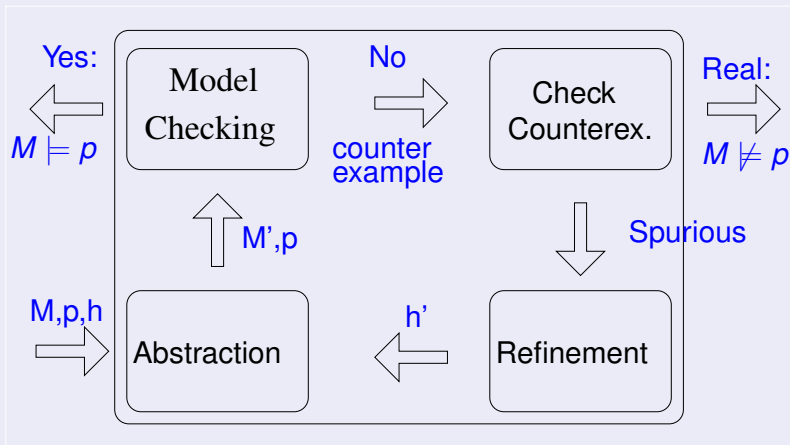 Yes:
M ⊨ p
Model
Checking
No
counter
example
Check
Counterex.
Real:
M ⊭ p
M',p
Spurious
M,p,h
Abstraction
h'
Refinement